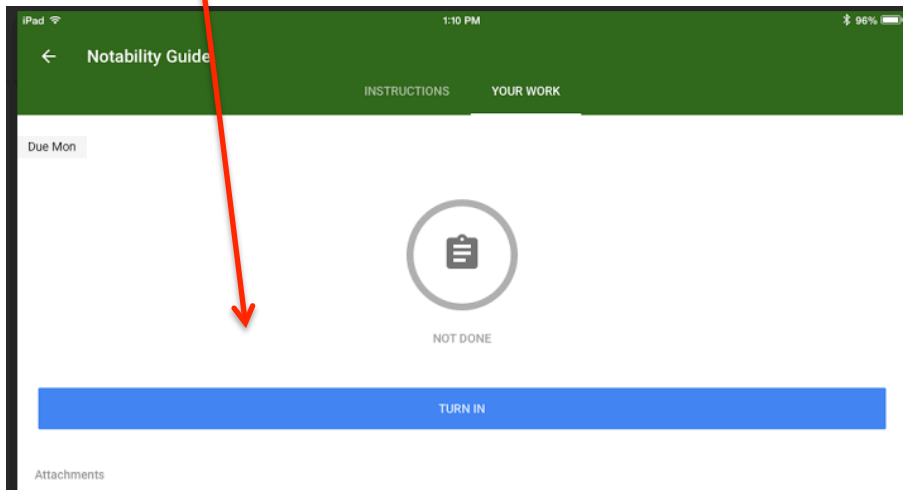 iPad 1:10 PM 96%
Notability Guide
INSTRUCTIONS YOUR WORK
Due Mon
NOT DONE
TURN IN
Attachments